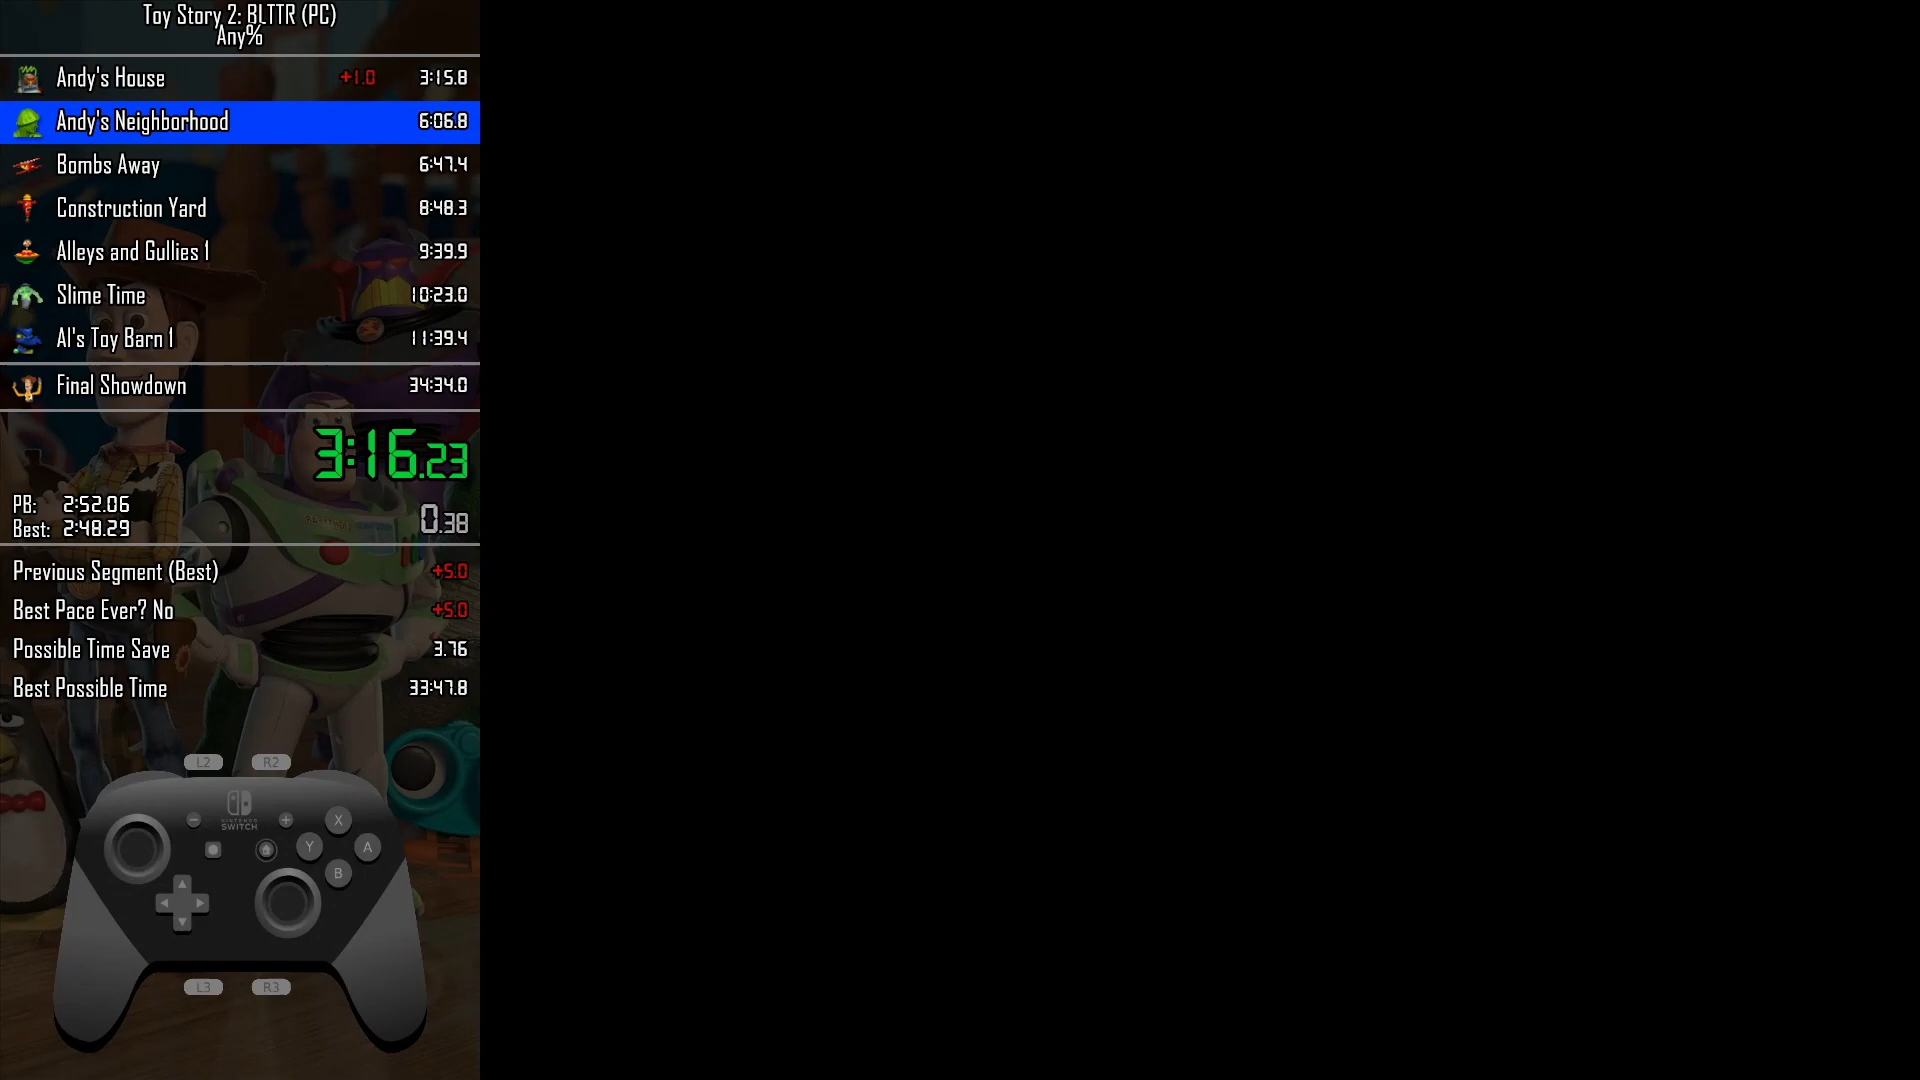 Toy Story 2: BLTTR (PC)
Any%
Andy's House +1.0 3:15.8
Andy's Neighborhood 6:06.8
Bombs Away 6:47.4
Construction Yard 8:48.3
Alleys and Gullies 1 9:39.9
Slime Time 10:23.0
Al's Toy Barn 1 11:39.4
Final Showdown 34:34.0
3:16.23
PB: 2:52.06
Best: 2:48.29
0.38
Previous Segment (Best) +5.0
Best Pace Ever? No +5.0
Possible Time Save 3.76
Best Possible Time 33:47.8
L2 R2
NINTENDO
SWITCH
X
Y A
B
L3 R3